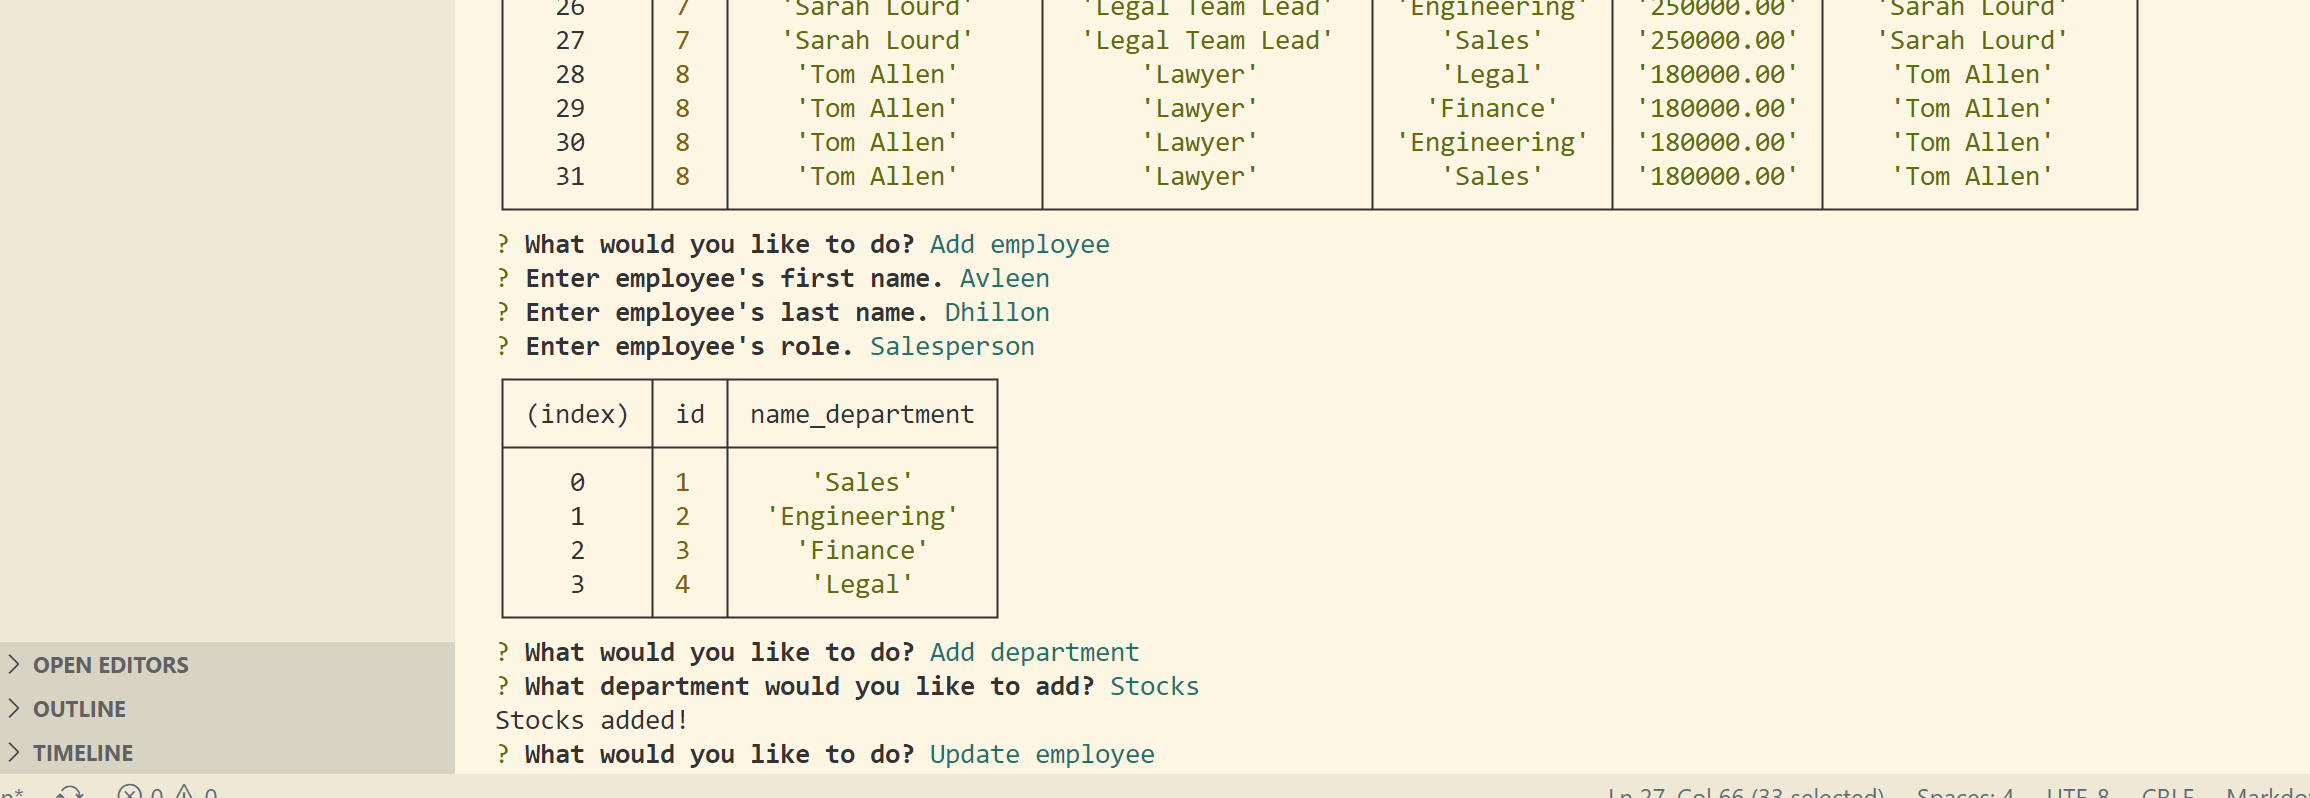 26 7 'Sarah Lourd' 'Legal Team Lead' 'Engineering' '250000.00' 'Sarah Lourd'
27 7 'Sarah Lourd' 'Legal Team Lead' 'Sales' '250000.00' 'Sarah Lourd'
28 8 'Tom Allen' 'Lawyer' 'Legal' '180000.00' 'Tom Allen'
29 8 'Tom Allen' 'Lawyer' 'Finance' '180000.00' 'Tom Allen'
30 8 'Tom Allen' 'Lawyer' 'Engineering' '180000.00' 'Tom Allen'
31 8 'Tom Allen' 'Lawyer' 'Sales' '180000.00' 'Tom Allen'
? What would you like to do? Add employee
? Enter employee's first name. Avleen
? Enter employee's last name. Dhillon
? Enter employee's role. Salesperson
(index) id name_department
0 1 'Sales'
1 2 'Engineering'
2 3 'Finance'
3 4 'Legal'
? What would you like to do? Add department
? What department would you like to add? Stocks
Stocks added!
? What would you like to do? Update employee
OPEN EDITORS
OUTLINE
TIMELINE
0 0 Ln 27, Col 66 (33 selected) Spaces: 4 UTF-8 CRLF